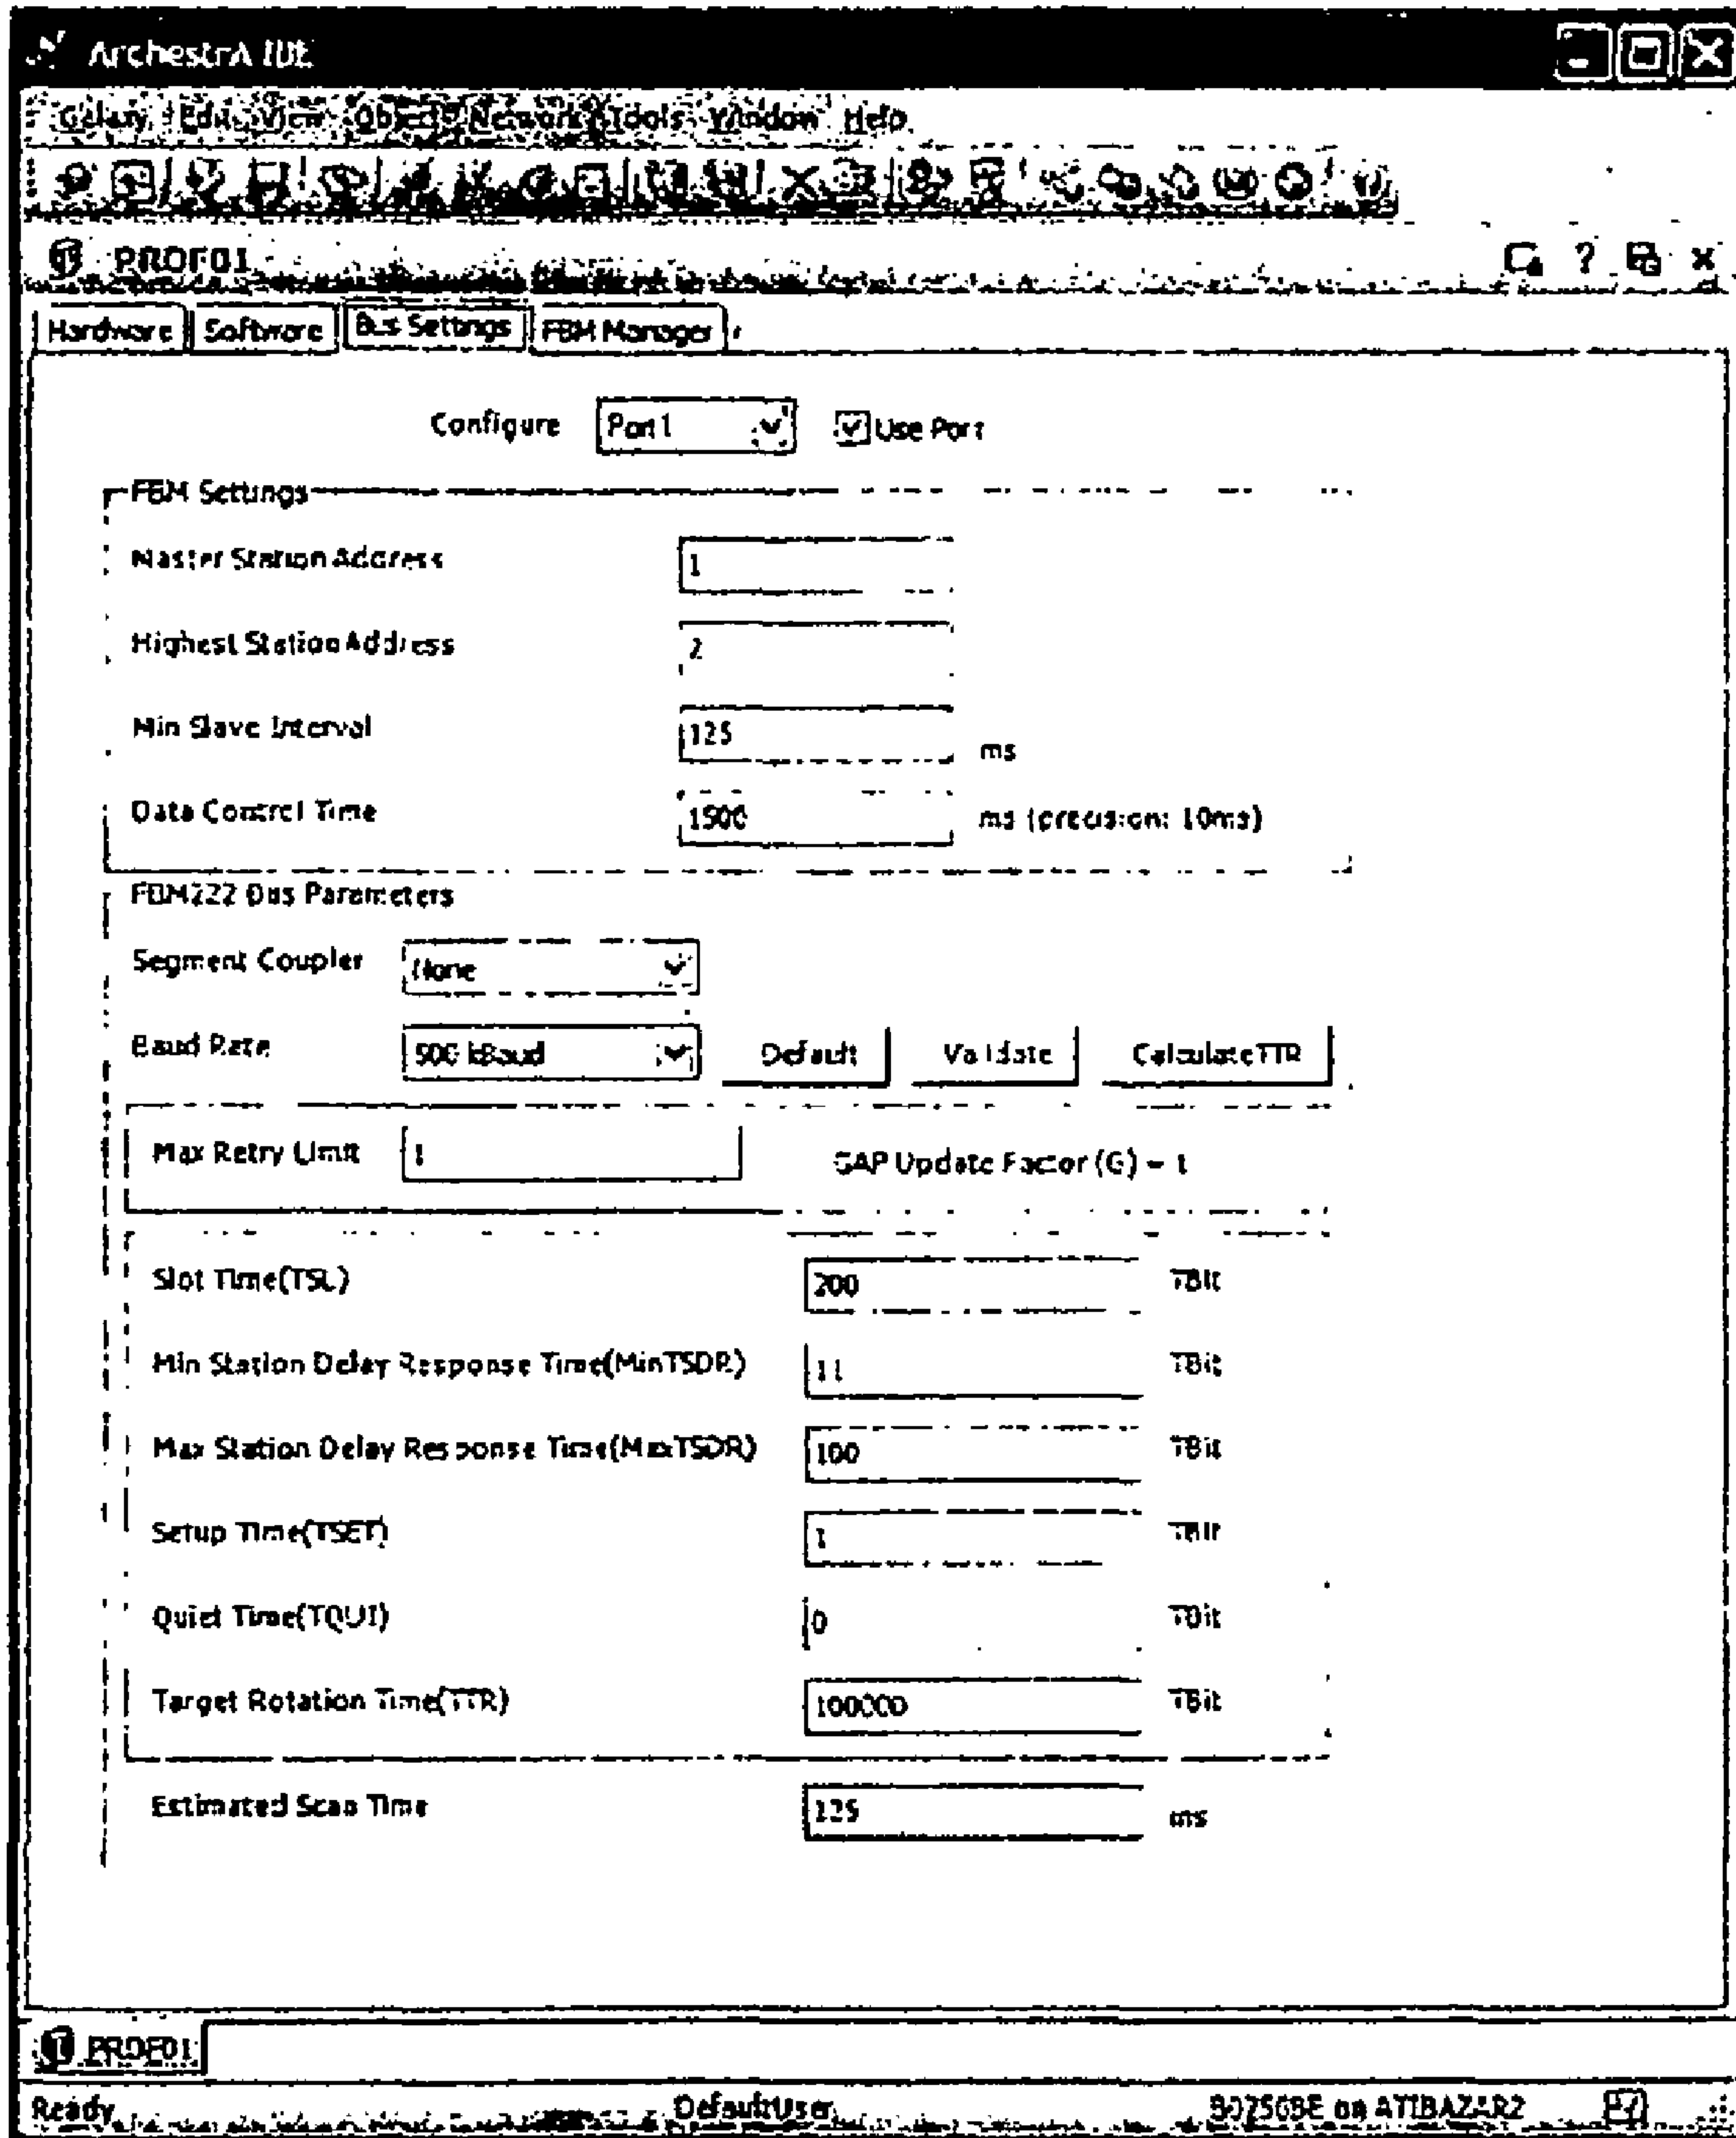 ArchestrA IDE
Galaxy Edit View Object Network Tools Window Help
PROF01
Hardware Software Bus Settings FBM Manager
Configure Port1 Use Port
FBM Settings
Master Station Address 1
Highest Station Address 2
Min Slave Interval 125 ms
Data Control Time 1500 ms (precision: 10ms)
FBM222 Bus Parameters
Segment Coupler None
Baud Rate 500 kBaud Default Validate CalculateTTR
Max Retry Limit 1 GAP Update Factor (G) = 1
Slot Time(TSL) 200 TBit
Min Station Delay Response Time(MinTSDR) 11 TBit
Max Station Delay Response Time(MaxTSDR) 100 TBit
Setup Time(TSET) 1 TBit
Quiet Time(TQUI) 0 TBit
Target Rotation Time(TTR) 100000 TBit
Estimated Scan Time 125 ms
PROF01
Ready DefaultUser on ATIBAZAR2